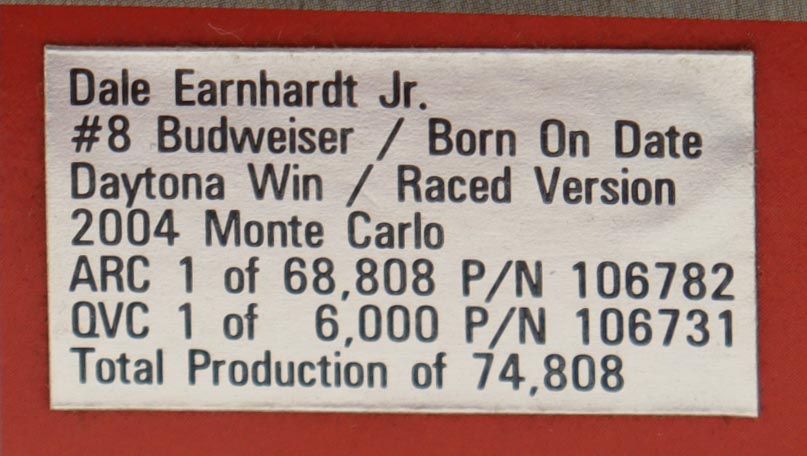 Dale Earnhardt Jr.
#8 Budweiser / Born On Date
Daytona Win / Raced Version
2004 Monte Carlo
ARC 1 of 68,808 P/N 106782
QVC 1 of 6,000 P/N 106731
Total Production of 74,808